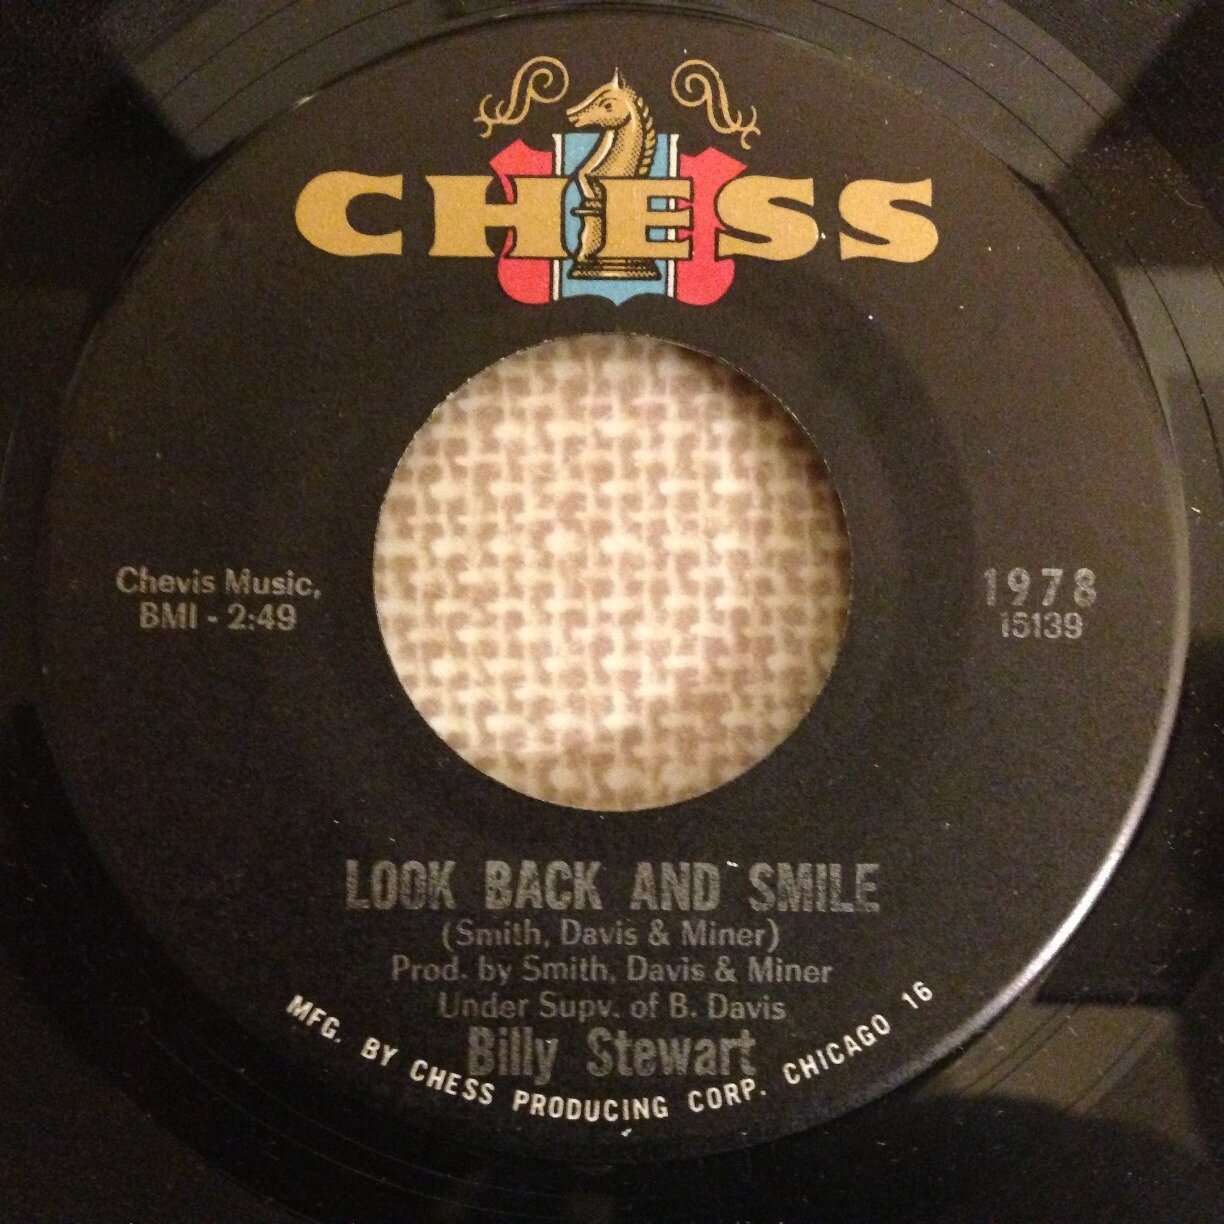 CHESS
Chevis Music,
BMI - 2:49
1978
15139
LOOK BACK AND SMILE
(Smith, Davis & Miner)
Prod. by Smith, Davis & Miner
Under Supv. of B. Davis
Billy Stewart
MFG. BY CHESS PRODUCING CORP. CHICAGO 16